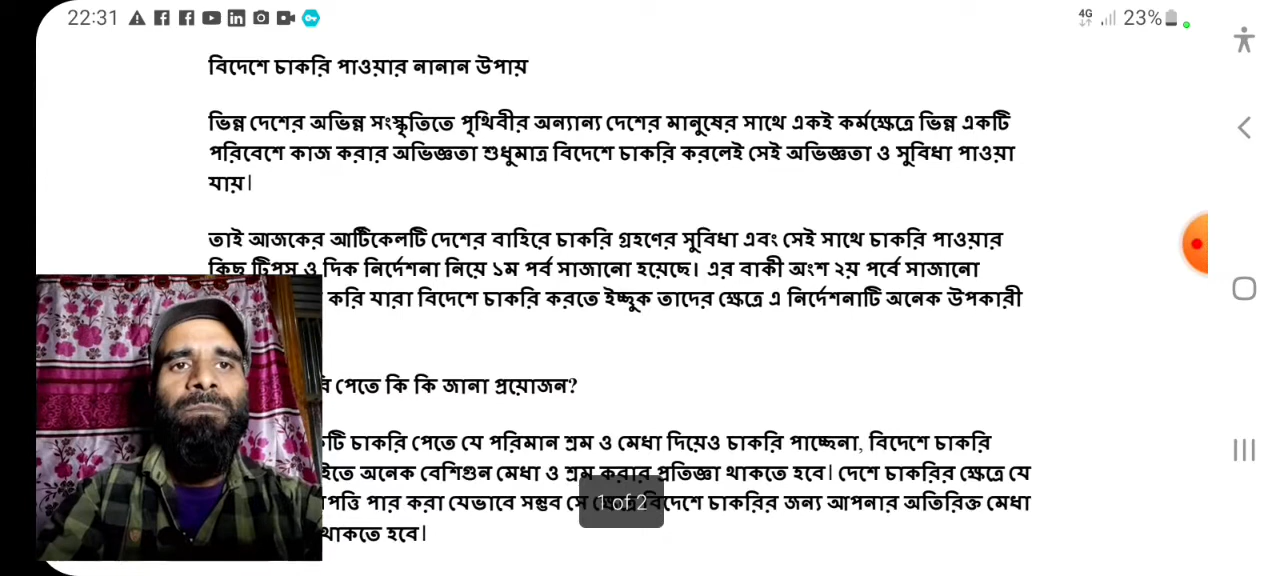 22:31
4G
23%
বিদেশে চাকরি পাওয়ার নানান উপায়
ভিন্ন দেশের অভিন্ন সংস্কৃতিতে পৃথিবীর অন্যান্য দেশের মানুষের সাথে একই কর্মক্ষেত্রে ভিন্ন একটি
পরিবেশে কাজ করার অভিজ্ঞতা শুধুমাত্র বিদেশে চাকরি করলেই সেই অভিজ্ঞতা ও সুবিধা পাওয়া
যায়।
তাই আজকের আর্টিকেলটি দেশের বাহিরে চাকরি গ্রহণের সুবিধা এবং সেই সাথে চাকরি পাওয়ার
কিছু টিপস ও দিক নির্দেশনা নিয়ে ১ম পর্ব সাজানো হয়েছে। এর বাকী অংশ ২য় পর্বে সাজানো
করি যারা বিদেশে চাকরি করতে ইচ্ছুক তাদের ক্ষেত্রে এ নির্দেশনাটি অনেক উপকারী
পেতে কি কি জানা প্রয়োজন?
চাকরি পেতে যে পরিমান শ্রম ও মেধা দিয়েও চাকরি পাচ্ছেনা, বিদেশে চাকরি
অনেক বেশিগুন মেধা ও শ্রম করার প্রতিজ্ঞা থাকতে হবে। দেশে চাকরির ক্ষেত্রে যে
পার করা যেভাবে সম্ভব সে বিদেশে চাকরির জন্য আপনার অতিরিক্ত মেধা
থাকতে হবে।
1 of 2